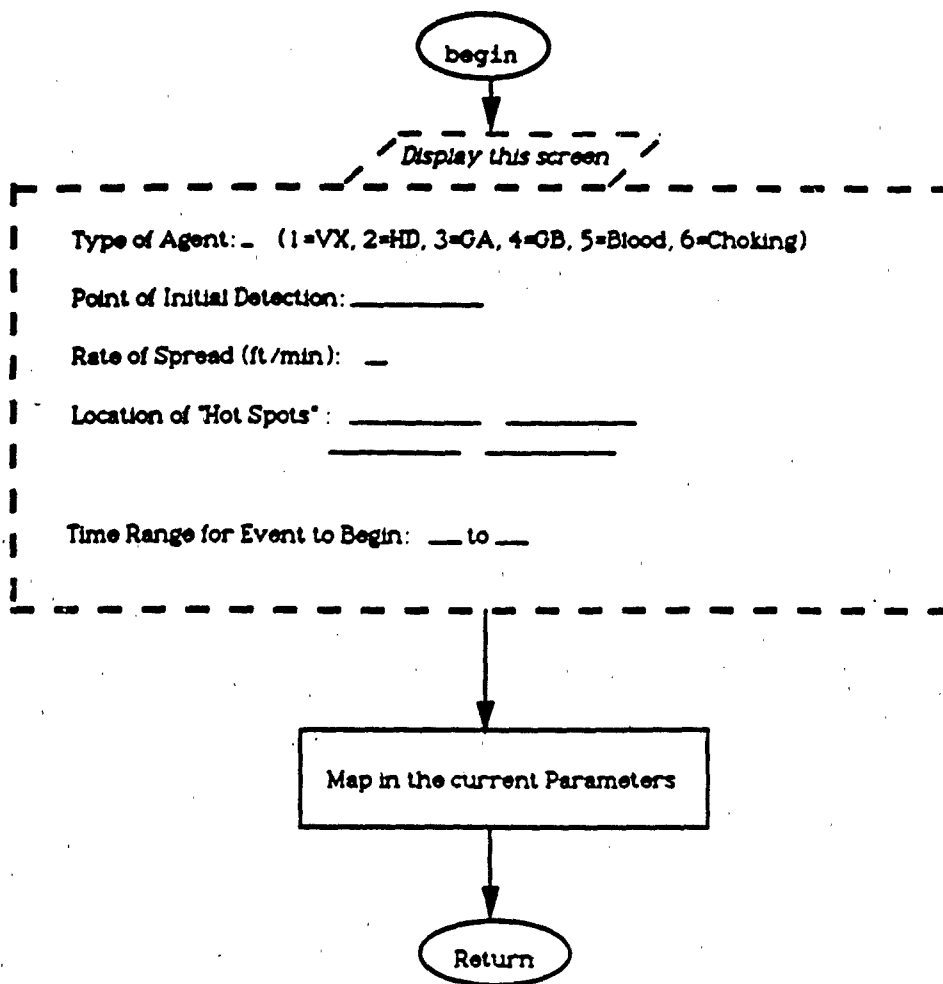 begin
Display this screen
Type of Agent: _ (1=VX, 2=HD, 3=GA, 4=GB, 5=Blood, 6=Choking)
Point of Initial Detection: ________
Rate of Spread (ft/min): _
Location of "Hot Spots" : ________ ________
________ ________
Time Range for Event to Begin: __ to __
Map in the current Parameters
Return